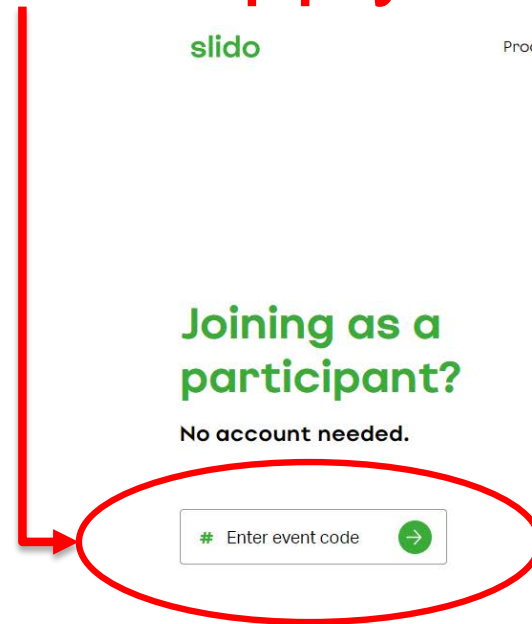 slido
Joining as a
participant?
No account needed.
# Enter event code